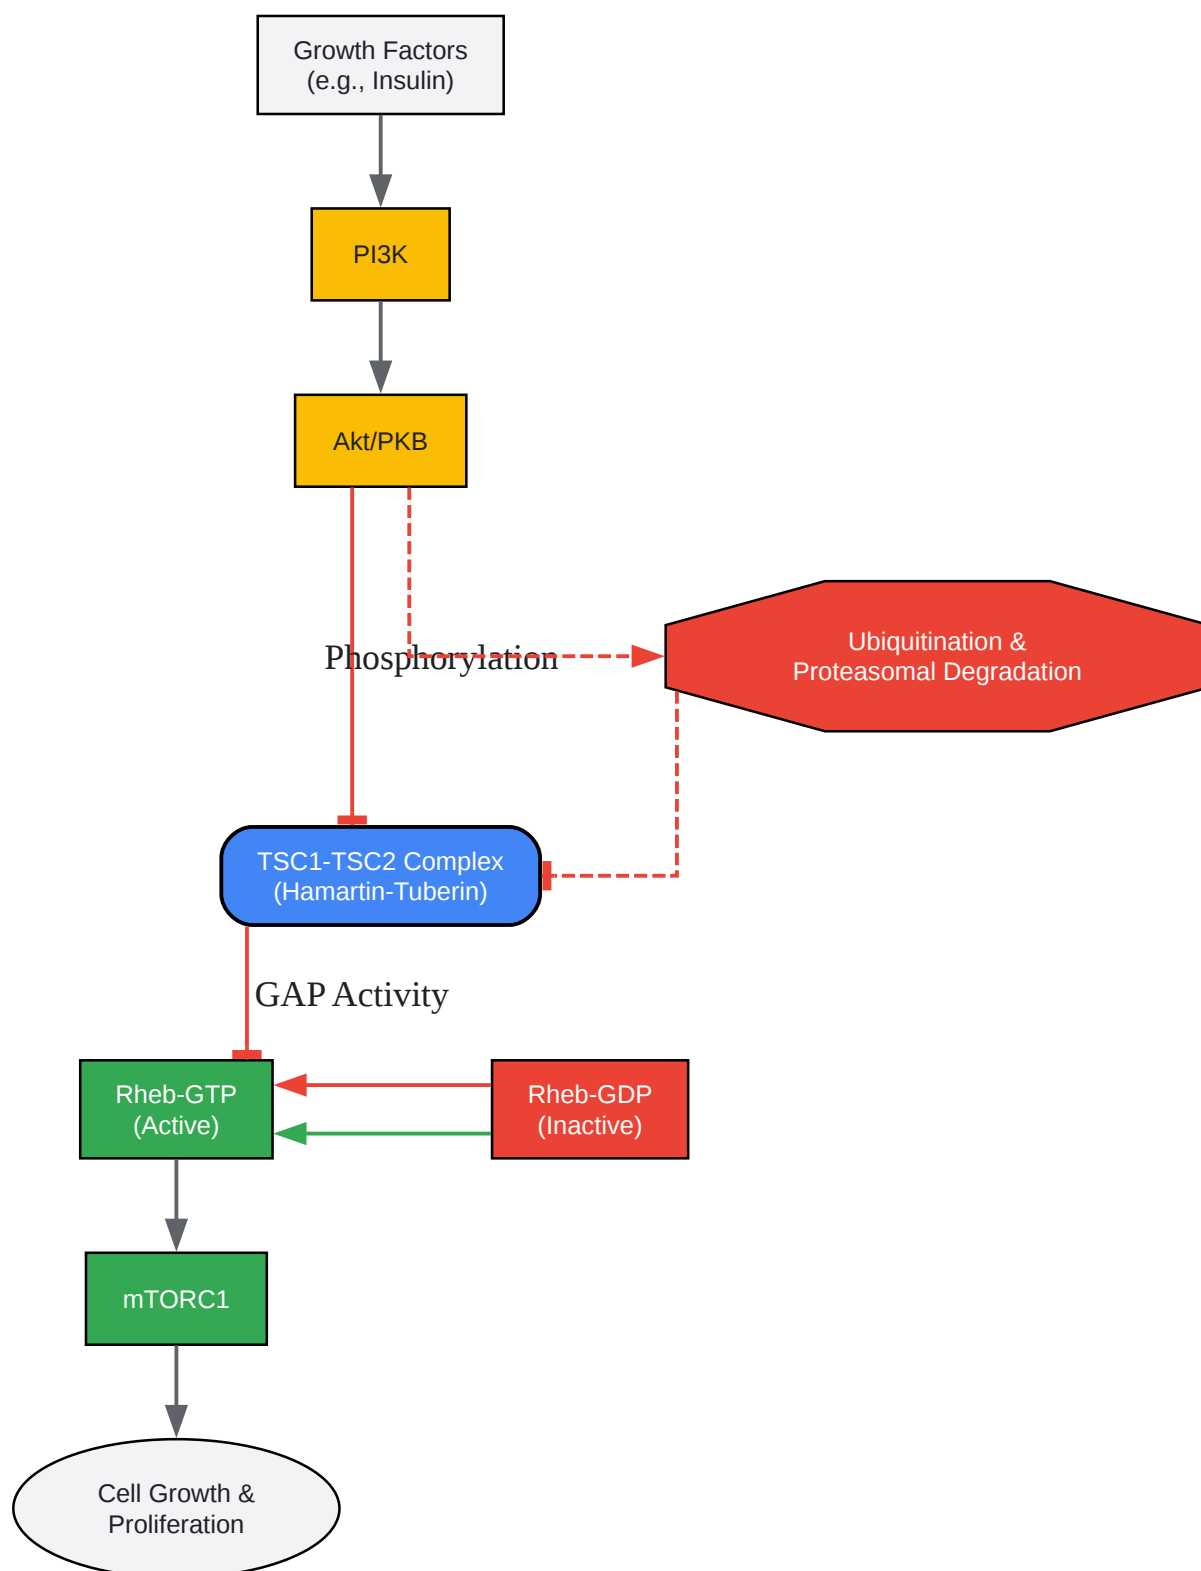 Growth Factors
(e.g., Insulin)
PI3K
Akt/PKB
Ubiquitination &
Proteasomal Degradation
Phosphorylation
TSC1-TSC2 Complex
(Hamartin-Tuberin)
GAP Activity
Rheb-GTP
(Active)
Rheb-GDP
(Inactive)
mTORC1
Cell Growth &
Proliferation